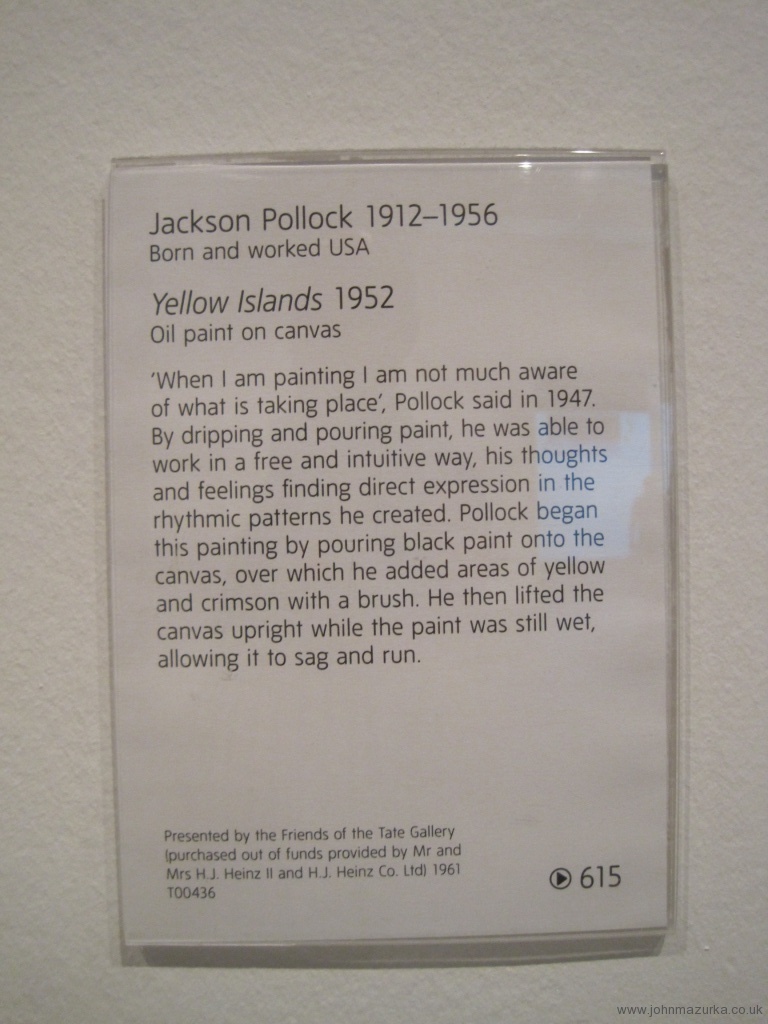 Jackson Pollock 1912–1956
Born and worked USA
Yellow Islands 1952
Oil paint on canvas
‘When I am painting I am not much aware
of what is taking place’, Pollock said in 1947.
By dripping and pouring paint, he was able to
work in a free and intuitive way, his thoughts
and feelings finding direct expression in the
rhythmic patterns he created. Pollock began
this painting by pouring black paint onto the
canvas, over which he added areas of yellow
and crimson with a brush. He then lifted the
canvas upright while the paint was still wet,
allowing it to sag and run.
Presented by the Friends of the Tate Gallery
(purchased out of funds provided by Mr and
Mrs H.J. Heinz II and H.J. Heinz Co. Ltd) 1961
T00436
615
www.johnmazurka.co.uk